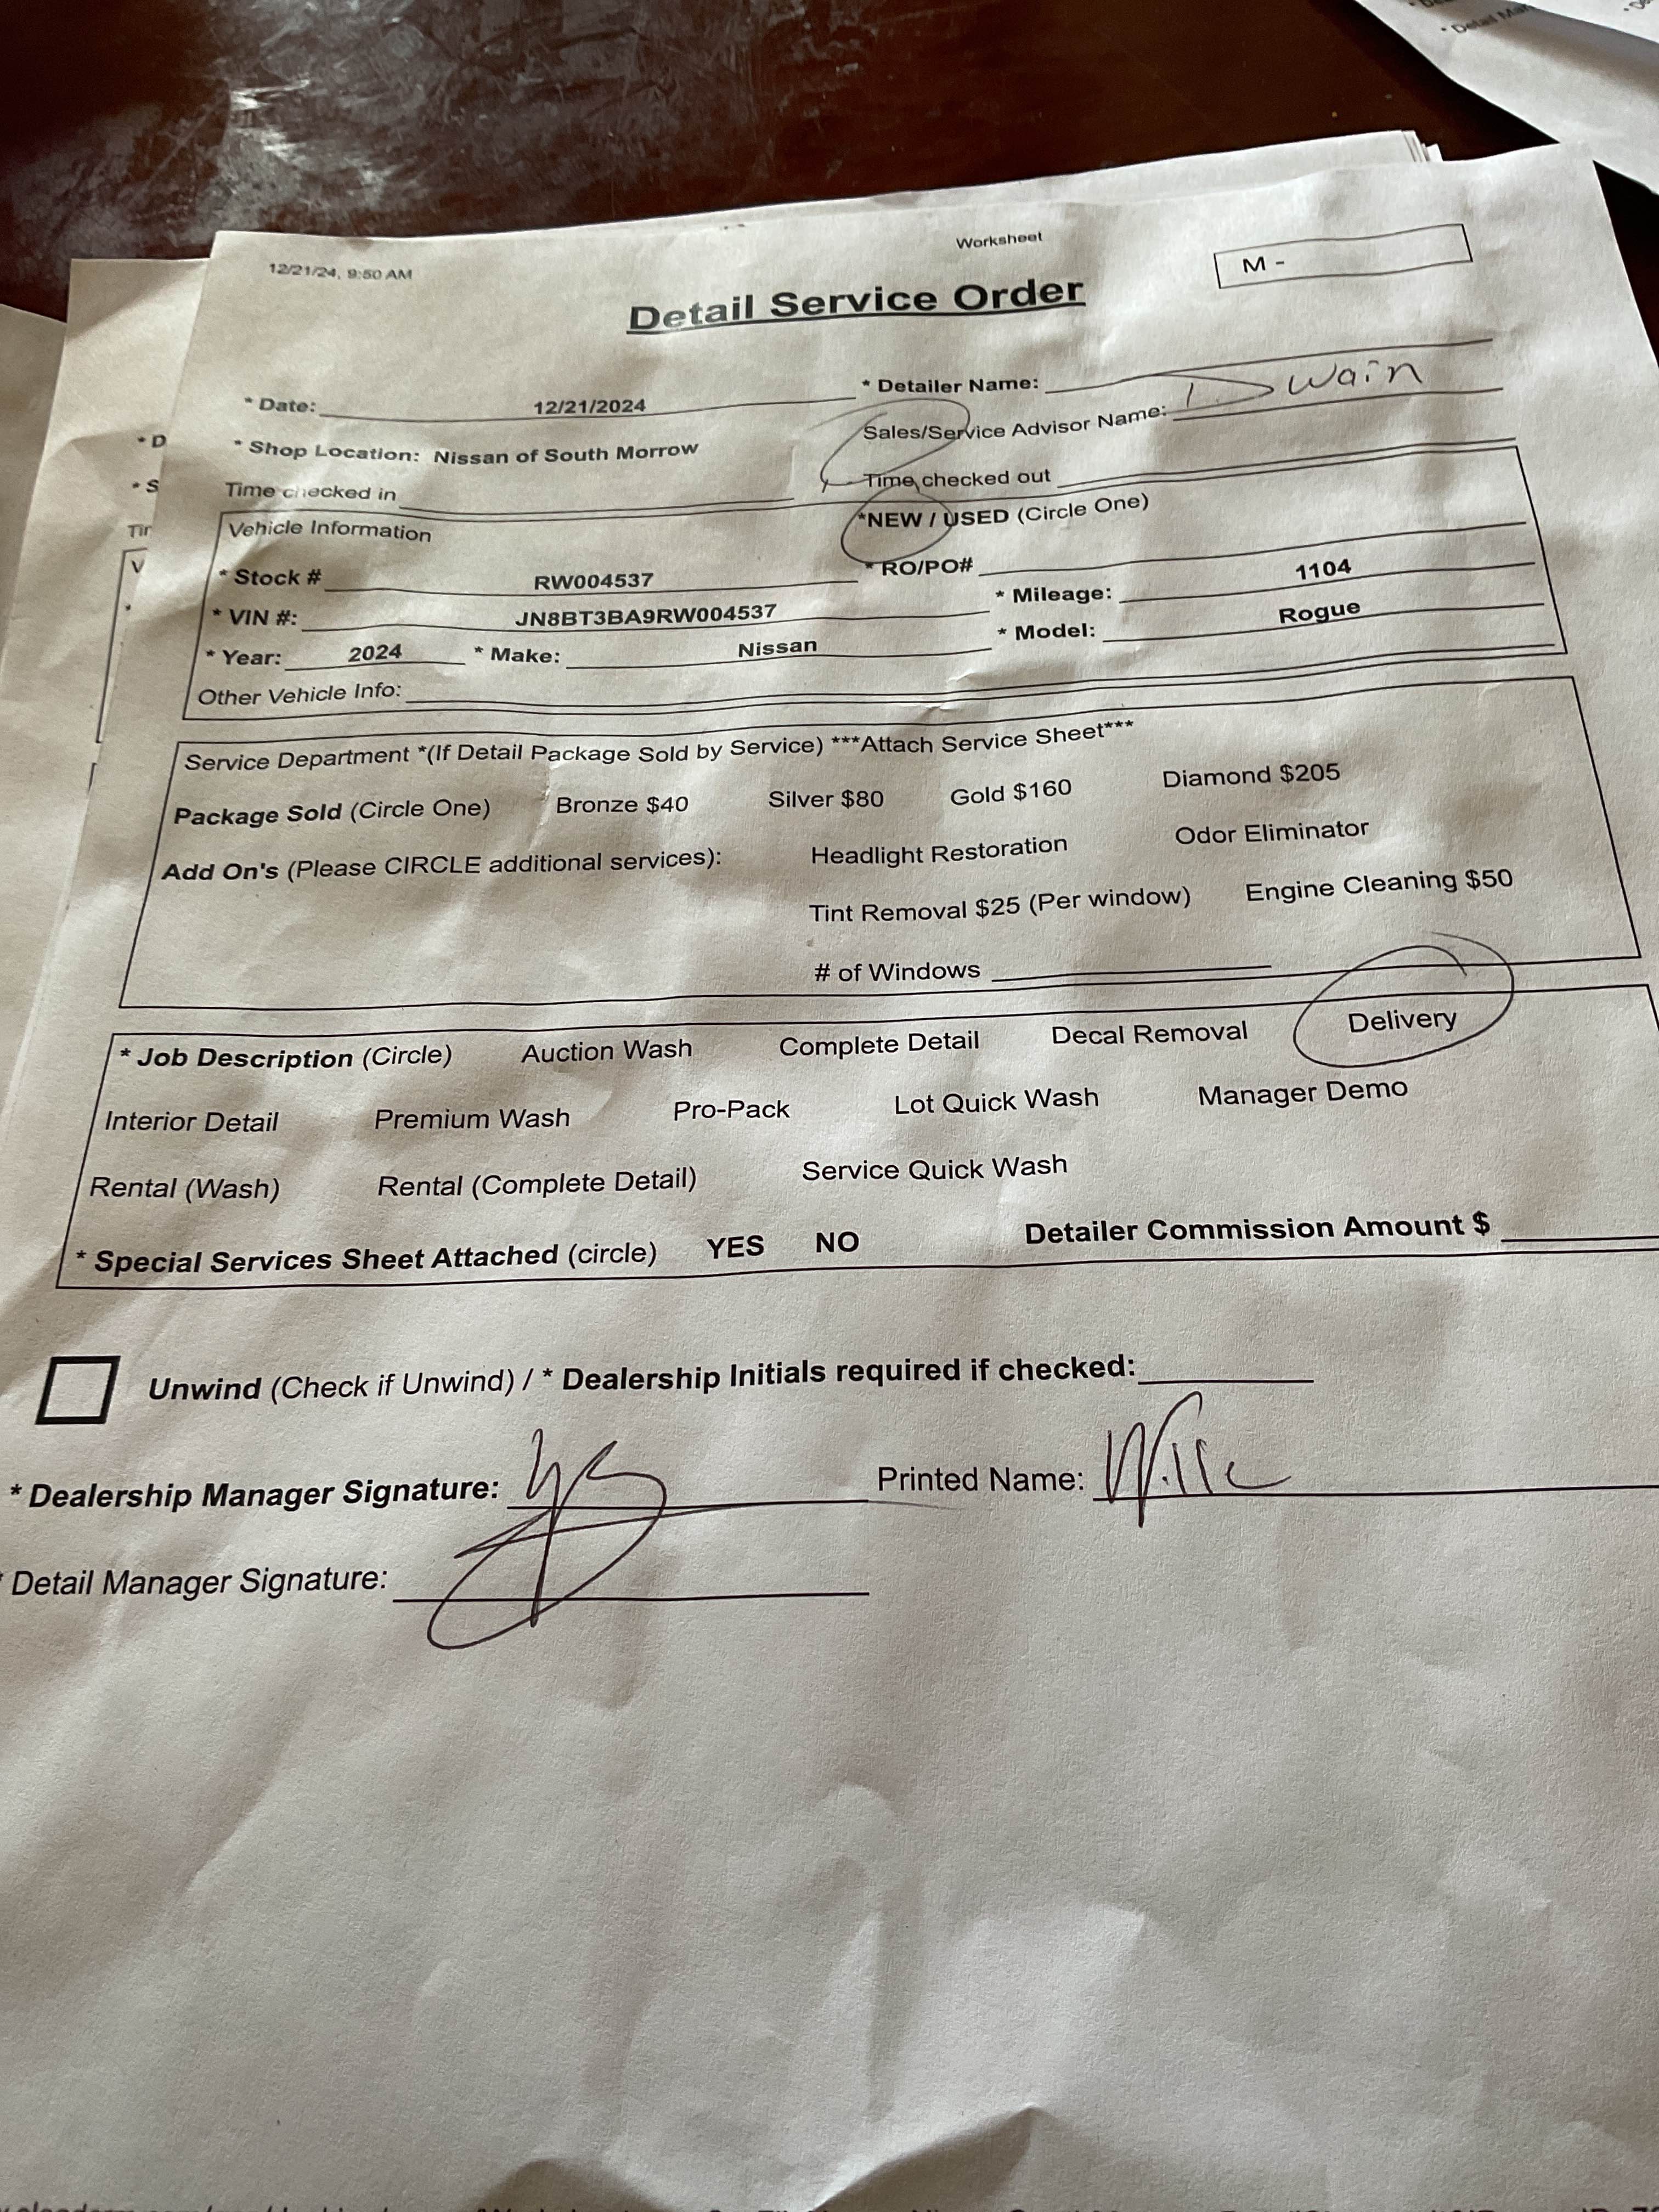 Detail Man
12/21/24, 9:50 AM
Worksheet
M -
Detail Service Order
* Date: 12/21/2024 * Detailer Name:
* Shop Location: Nissan of South Morrow Sales/Service Advisor Name: Dwain
Time checked in Time checked out
Vehicle Information *NEW / USED (Circle One)
* Stock # RW004537 * RO/PO#
* VIN #: JN8BT3BA9RW004537 * Mileage: 1104
* Year: 2024 * Make: Nissan * Model: Rogue
Other Vehicle Info:
Service Department *(If Detail Package Sold by Service) ***Attach Service Sheet***
Package Sold (Circle One) Bronze $40 Silver $80 Gold $160 Diamond $205
Add On's (Please CIRCLE additional services): Headlight Restoration Odor Eliminator
Tint Removal $25 (Per window) Engine Cleaning $50
# of Windows
* Job Description (Circle) Auction Wash Complete Detail Decal Removal Delivery
Interior Detail Premium Wash Pro-Pack Lot Quick Wash Manager Demo
Rental (Wash) Rental (Complete Detail) Service Quick Wash
* Special Services Sheet Attached (circle) YES NO Detailer Commission Amount $
Unwind (Check if Unwind) / * Dealership Initials required if checked:
* Dealership Manager Signature: Printed Name:
* Detail Manager Signature: